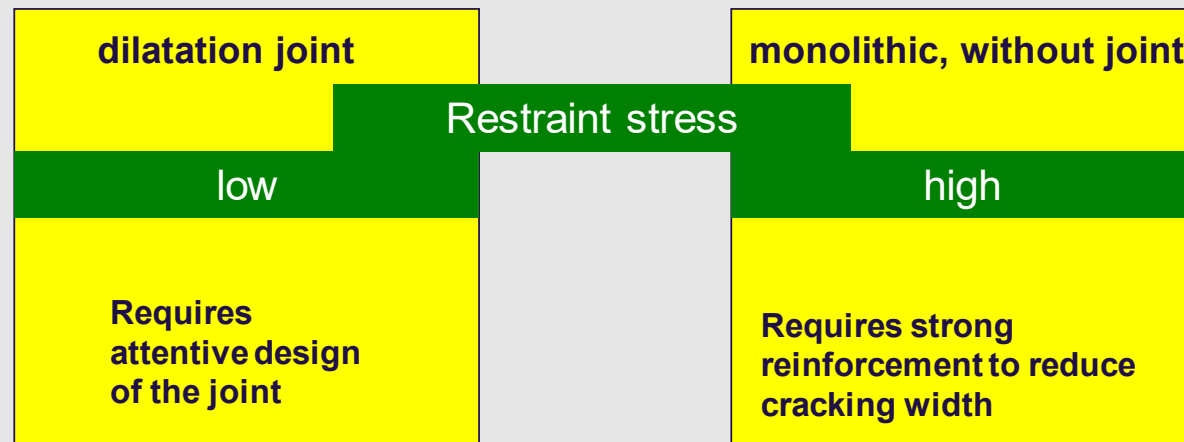 dilatation joint
monolithic, without joint
Restraint stress
low
high
Requires
attentive design
of the joint
Requires strong
reinforcement to reduce
cracking width